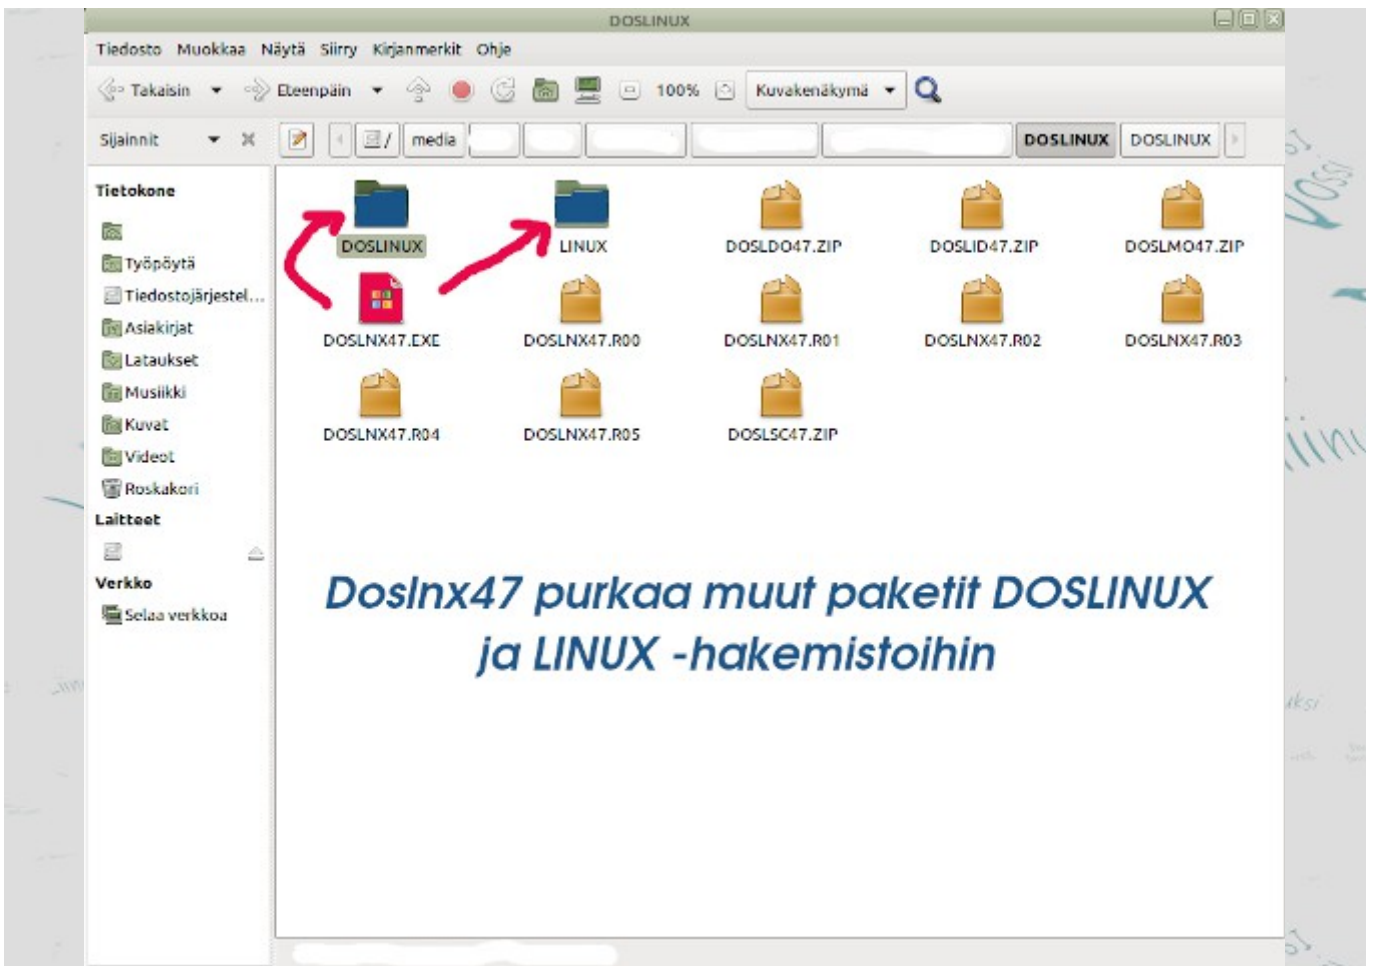 DOSLINUX
Tiedosto Muokkaa Näytä Siirry Kirjanmerkit Ohje
Takaisin Eteenpäin 100% Kuvakenäkymä
Sijainnit / media DOSLINUX DOSLINUX
Tietokone
Työpöytä
Tiedostojärjestel...
Asiakirjat
Lataukset
Musiikki
Kuvat
Videot
Roskakori
Laitteet
Verkko
Selaa verkkoa
DOSLINUX LINUX DOSLDO47.ZIP DOSLID47.ZIP DOSLMO47.ZIP
DOSLNX47.EXE DOSLNX47.R00 DOSLNX47.R01 DOSLNX47.R02 DOSLNX47.R03
DOSLNX47.R04 DOSLNX47.R05 DOSLSC47.ZIP
Doslnx47 purkaa muut paketit DOSLINUX
ja LINUX -hakemistoihin